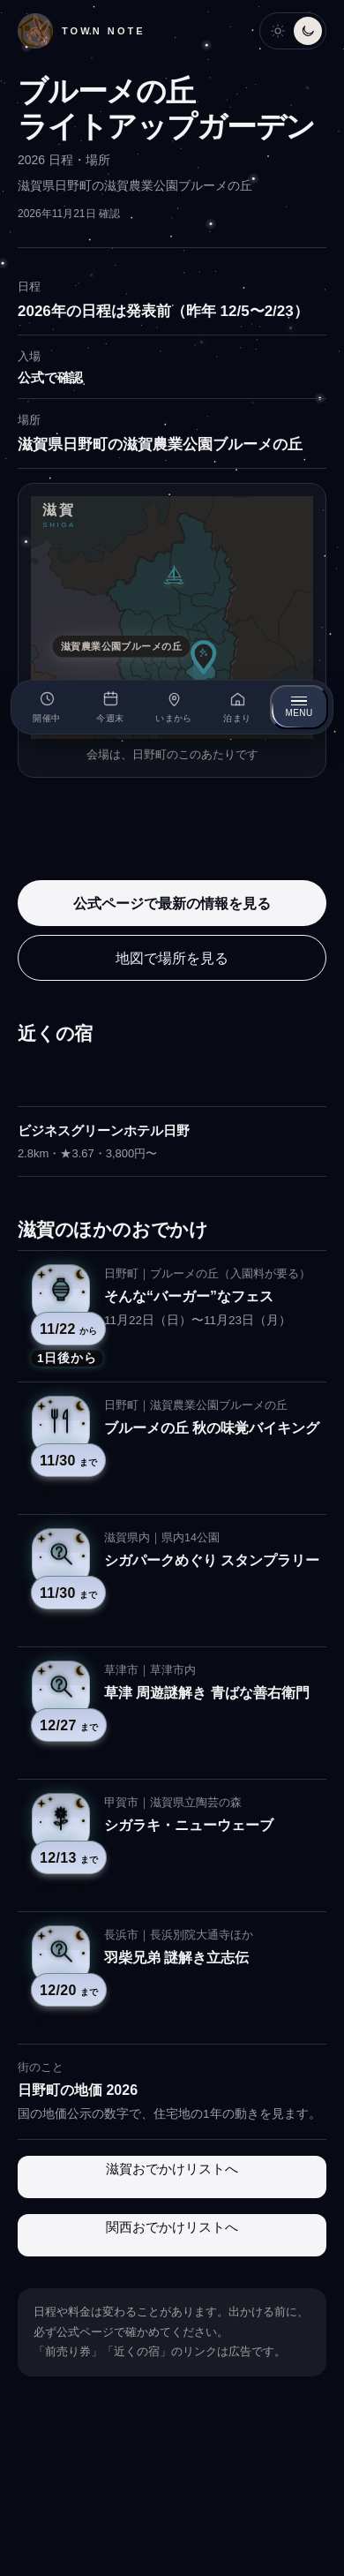 TOWN NOTE
ブルーメの丘
ライトアップガーデン
2026 日程・場所
滋賀県日野町の滋賀農業公園ブルーメの丘
2026年11月21日 確認
日程
2026年の日程は発表前（昨年 12/5〜2/23）
入場
公式で確認
場所
滋賀県日野町の滋賀農業公園ブルーメの丘
滋賀
SHIGA
滋賀農業公園ブルーメの丘
開催中
今週末
いまから
泊まり
MENU
会場は、日野町のこのあたりです
公式ページで最新の情報を見る
地図で場所を見る
近くの宿
ビジネスグリーンホテル日野
2.8km・★3.67・3,800円〜
滋賀のほかのおでかけ
日野町｜ブルーメの丘（入園料が要る）
そんな“バーガー”なフェス
11月22日（日）〜11月23日（月）
11/22 から
1日後から
日野町｜滋賀農業公園ブルーメの丘
ブルーメの丘 秋の味覚バイキング
11/30 まで
滋賀県内｜県内14公園
シガパークめぐり スタンプラリー
11/30 まで
草津市｜草津市内
草津 周遊謎解き 青ばな善右衛門
12/27 まで
甲賀市｜滋賀県立陶芸の森
シガラキ・ニューウェーブ
12/13 まで
長浜市｜長浜別院大通寺ほか
羽柴兄弟 謎解き立志伝
12/20 まで
街のこと
日野町の地価 2026
国の地価公示の数字で、住宅地の1年の動きを見ます。
滋賀おでかけリストへ
関西おでかけリストへ
日程や料金は変わることがあります。出かける前に、
必ず公式ページで確かめてください。
「前売り券」「近くの宿」のリンクは広告です。